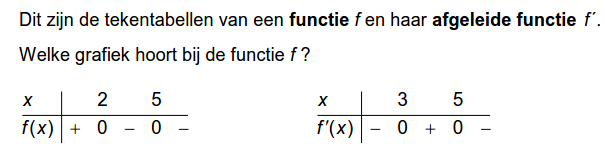 Dit zijn de tekentabellen van een functie f en haar afgeleide functie f´.
Welke grafiek hoort bij de functie f ?
x 2 5 x 3 5
f(x) + 0 − 0 − f'(x) − 0 + 0 −